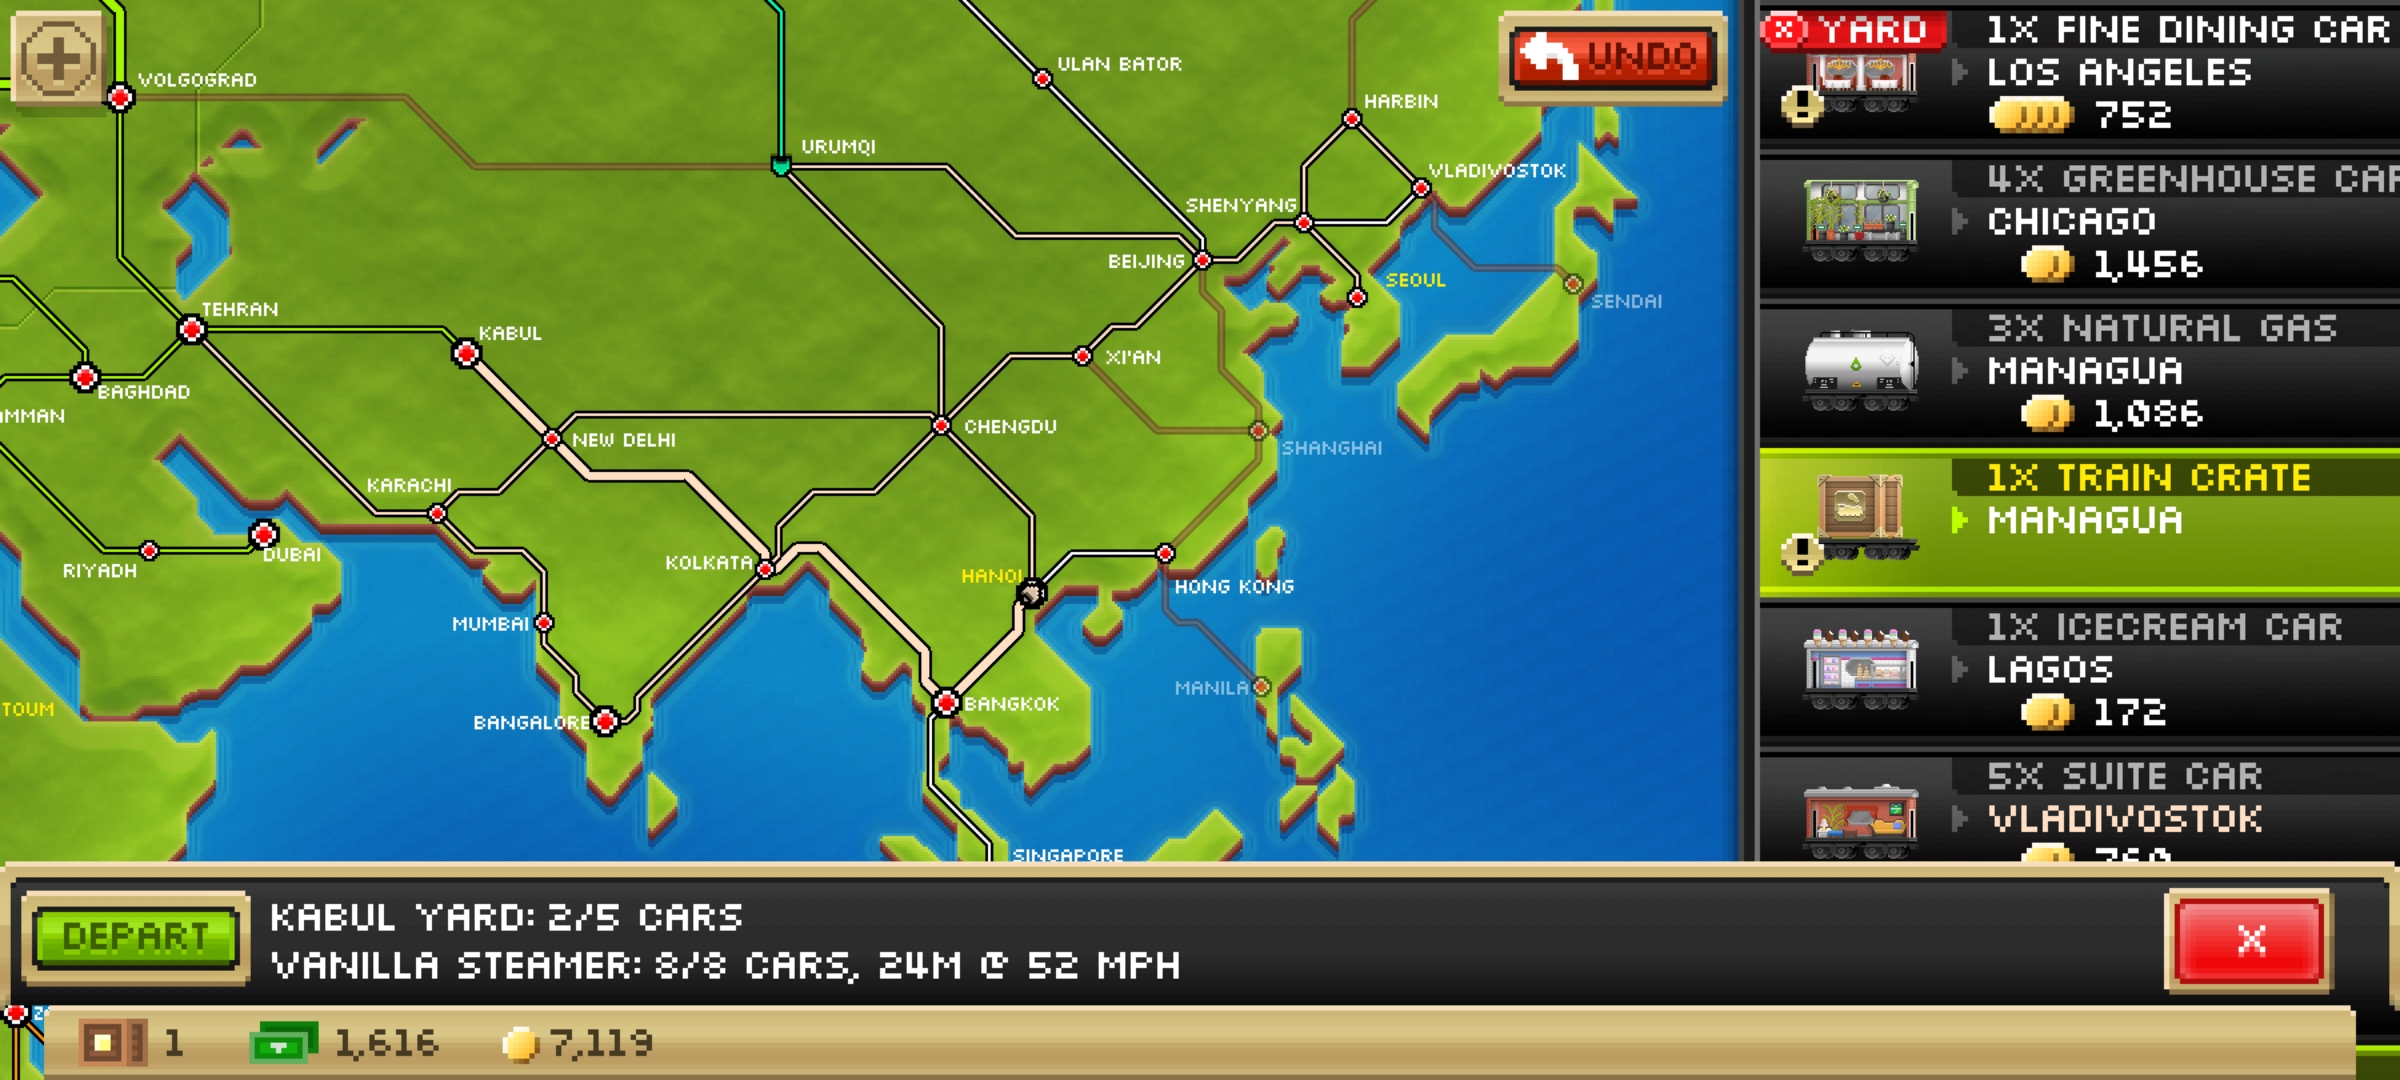 VOLGOGRAD
ULAN BATOR
UNDO
HARBIN
URUMQI
VLADIVOSTOK
SHENYANG
BEIJING
SEOUL
SENDAI
TEHRAN
KABUL
XI'AN
BAGHDAD
AMMAN
NEW DELHI
CHENGDU
SHANGHAI
KARACHI
DUBAI
RIYADH
KOLKATA
HANOI
HONG KONG
MUMBAI
MANILA
BANGALORE
BANGKOK
TOUM
SINGAPORE
YARD
1X FINE DINING CAR
LOS ANGELES
752
4X GREENHOUSE CAR
CHICAGO
1,456
3X NATURAL GAS
MANAGUA
1,086
1X TRAIN CRATE
MANAGUA
1X ICECREAM CAR
LAGOS
172
5X SUITE CAR
VLADIVOSTOK
760
DEPART
KABUL YARD: 2/5 CARS
VANILLA STEAMER: 8/8 CARS, 24M @ 52 MPH
X
1
1,616
7,119